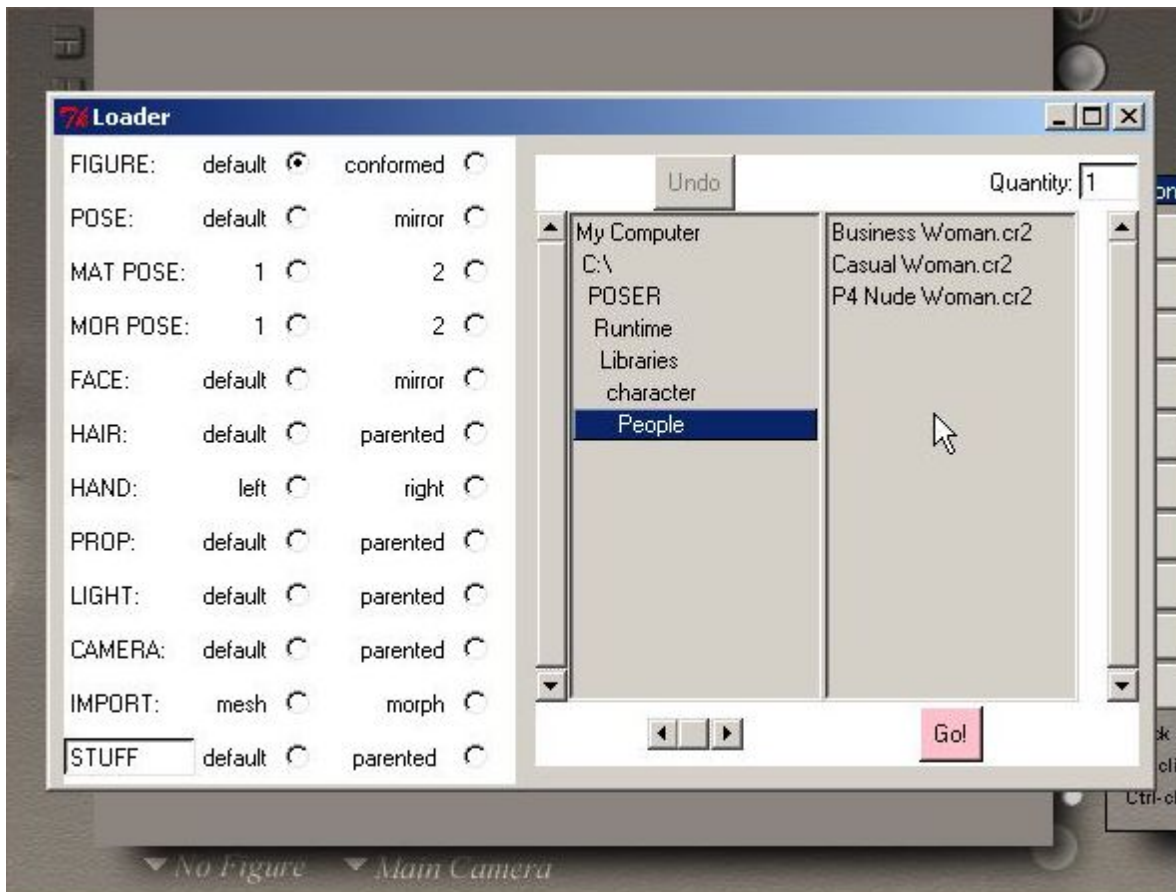 Loader
FIGURE: default conformed
POSE: default mirror
MAT POSE: 1 2
MOR POSE: 1 2
FACE: default mirror
HAIR: default parented
HAND: left right
PROP: default parented
LIGHT: default parented
CAMERA: default parented
IMPORT: mesh morph
STUFF default parented
Undo
Quantity: 1
My Computer
C:\
POSER
Runtime
Libraries
character
People
Business Woman.cr2
Casual Woman.cr2
P4 Nude Woman.cr2
Go!
No Figure
Main Camera